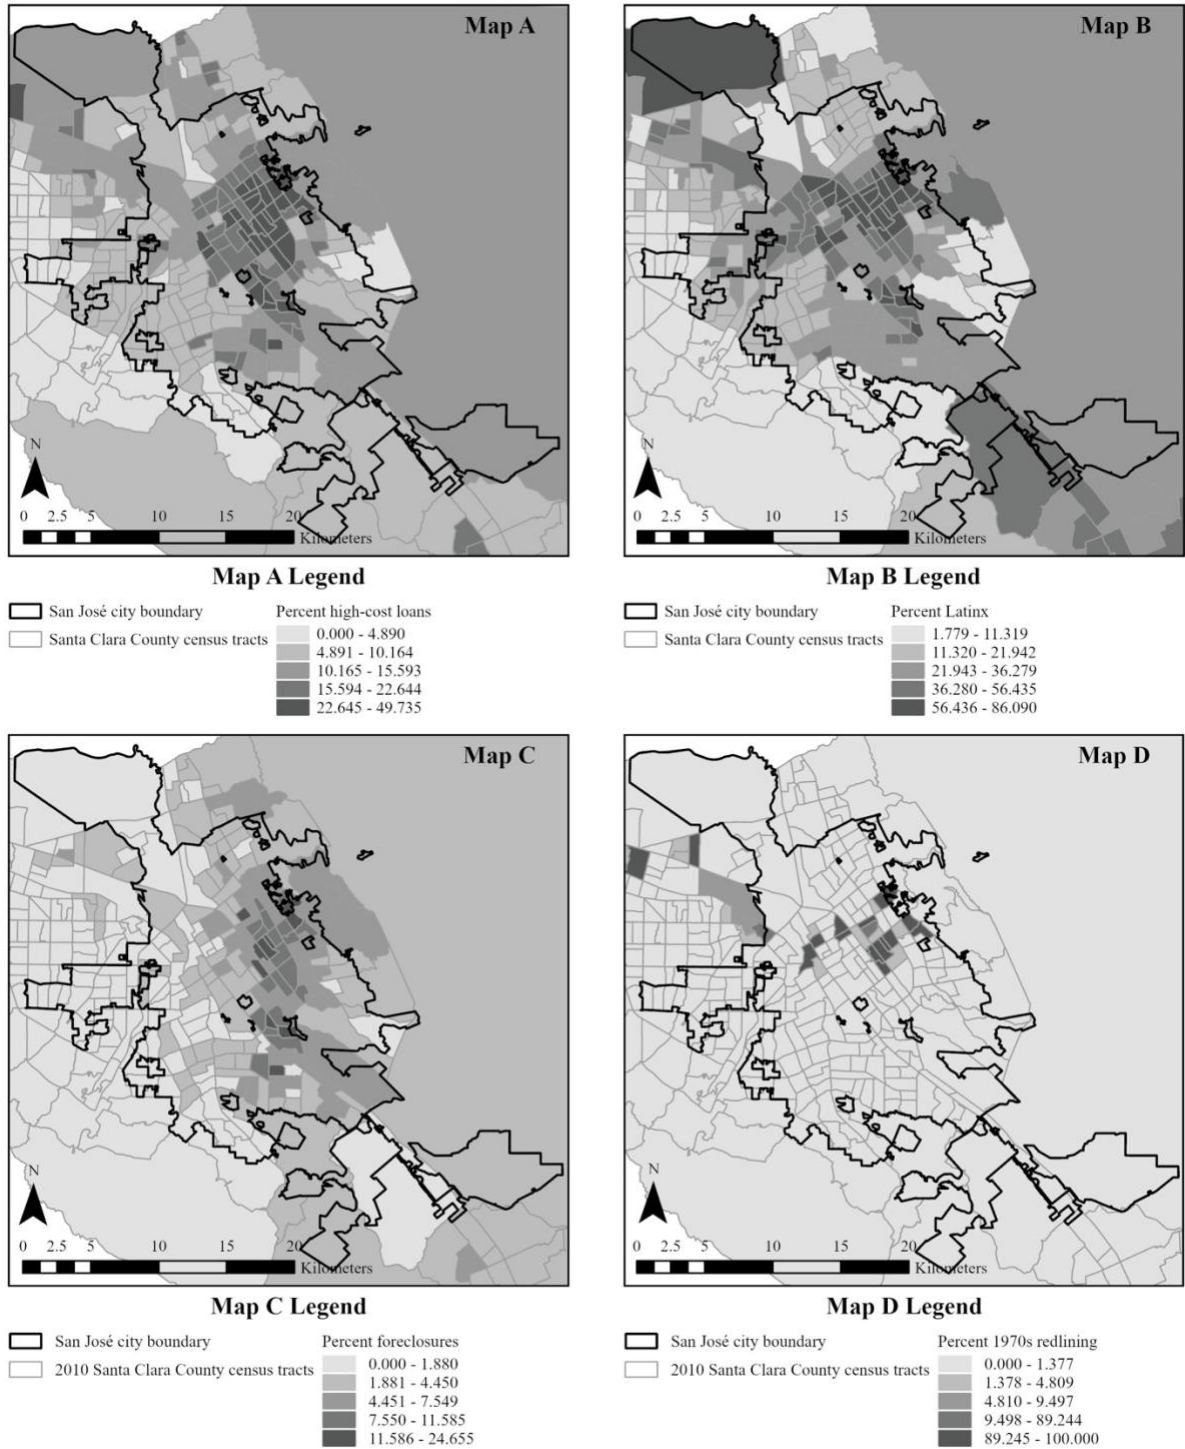 Map A
N
0 2.5 5 10 15 20
Kilometers
Map A Legend
San José city boundary
Santa Clara County census tracts
Percent high-cost loans
0.000 - 4.890
4.891 - 10.164
10.165 - 15.593
15.594 - 22.644
22.645 - 49.735
Map B
N
0 2.5 5 10 15 20
Kilometers
Map B Legend
San José city boundary
Santa Clara County census tracts
Percent Latinx
1.779 - 11.319
11.320 - 21.942
21.943 - 36.279
36.280 - 56.435
56.436 - 86.090
Map C
N
0 2.5 5 10 15 20
Kilometers
Map C Legend
San José city boundary
2010 Santa Clara County census tracts
Percent foreclosures
0.000 - 1.880
1.881 - 4.450
4.451 - 7.549
7.550 - 11.585
11.586 - 24.655
Map D
N
0 2.5 5 10 15 20
Kilometers
Map D Legend
San José city boundary
2010 Santa Clara County census tracts
Percent 1970s redlining
0.000 - 1.377
1.378 - 4.809
4.810 - 9.497
9.498 - 89.244
89.245 - 100.000